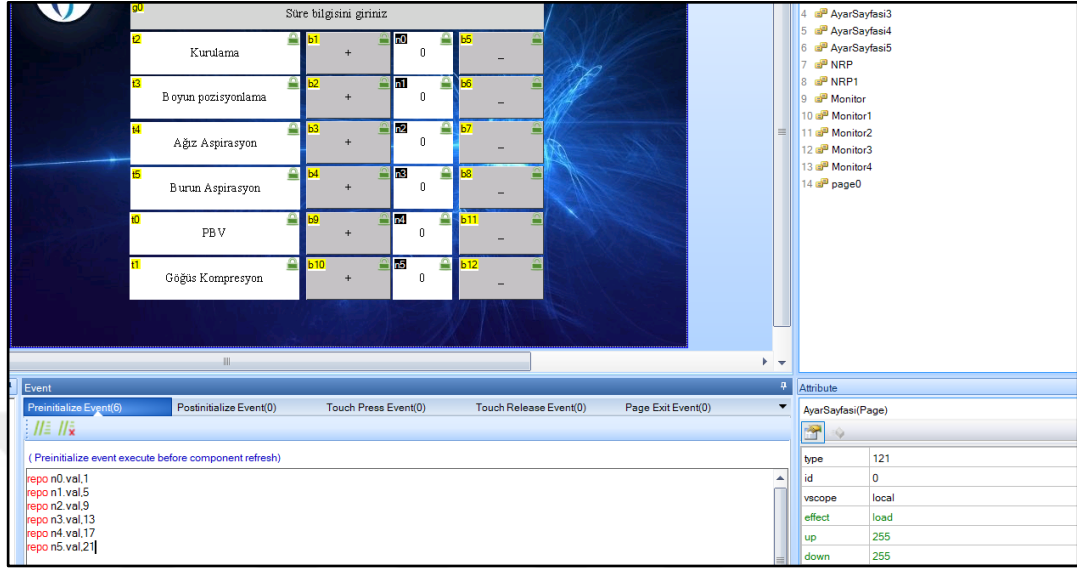 g0 Süre bilgisini giriniz
t2 Kurulama b1 + n0 0 b5 _
t3 Boyun pozisyonlama b2 + n1 0 b6 _
t4 Ağız Aspirasyon b3 + n2 0 b7 _
t5 Burun Aspirasyon b4 + n3 0 b8 _
t0 PBV b9 + n4 0 b11 _
t1 Göğüs Kompresyon b10 + n5 0 b12 _
4 AyarSayfasi3
5 AyarSayfasi4
6 AyarSayfasi5
7 NRP
8 NRP1
9 Monitor
10 Monitor1
11 Monitor2
12 Monitor3
13 Monitor4
14 page0
Event
Preinitialize Event(6) Postinitialize Event(0) Touch Press Event(0) Touch Release Event(0) Page Exit Event(0)
( Preinitialize event execute before component refresh)
repo n0.val,1
repo n1.val,5
repo n2.val,9
repo n3.val,13
repo n4.val,17
repo n5.val,21
Attribute
AyarSayfasi(Page)
type 121
id 0
vscope local
effect load
up 255
down 255